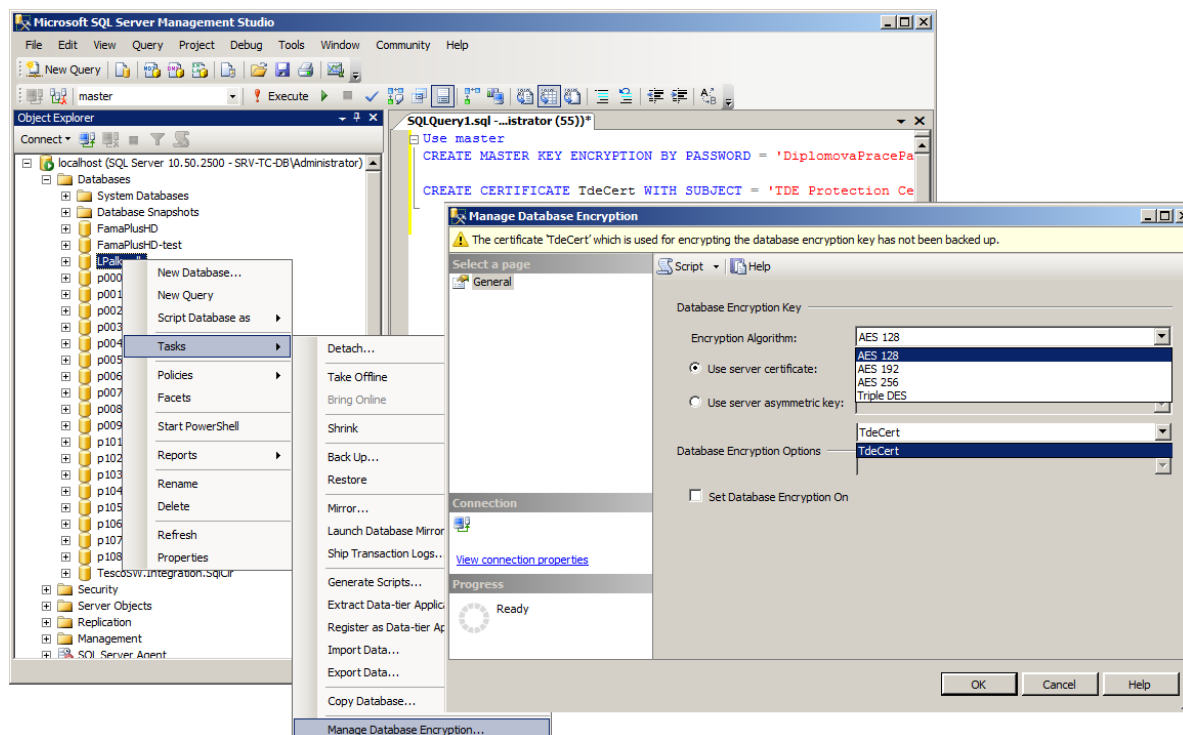 Microsoft SQL Server Management Studio
File Edit View Query Project Debug Tools Window Community Help
New Query
master
Execute
Object Explorer
Connect
localhost (SQL Server 10.50.2500 - SRV-TC-DB\Administrator)
Databases
System Databases
Database Snapshots
FamaPlusHD
FamaPlusHD-test
p000
p001
p002
p003
p004
p005
p006
p007
p008
p009
p101
p102
p103
p104
p105
p106
p107
p108
TescoSW.Integration.SqlClr
Security
Server Objects
Replication
Management
SQL Server Agent
New Database...
New Query
Script Database as
Tasks
Policies
Facets
Start PowerShell
Reports
Rename
Delete
Refresh
Properties
Detach...
Take Offline
Bring Online
Shrink
Back Up...
Restore
Mirror...
Launch Database Mirror
Ship Transaction Logs...
Generate Scripts...
Extract Data-tier Applic
Register as Data-tier Ap
Import Data...
Export Data...
Copy Database...
Manage Database Encryption...
SQLQuery1.sql -...istrator (55))*
Use master
CREATE MASTER KEY ENCRYPTION BY PASSWORD = 'DiplomovaPracePa
CREATE CERTIFICATE TdeCert WITH SUBJECT = 'TDE Protection Ce
Manage Database Encryption
The certificate 'TdeCert' which is used for encrypting the database encryption key has not been backed up.
Select a page
General
Script Help
Database Encryption Key
Encryption Algorithm:
AES 128
AES 128
AES 192
AES 256
Triple DES
Use server certificate:
Use server asymmetric key:
TdeCert
TdeCert
Database Encryption Options
Set Database Encryption On
Connection
View connection properties
Progress
Ready
OK Cancel Help